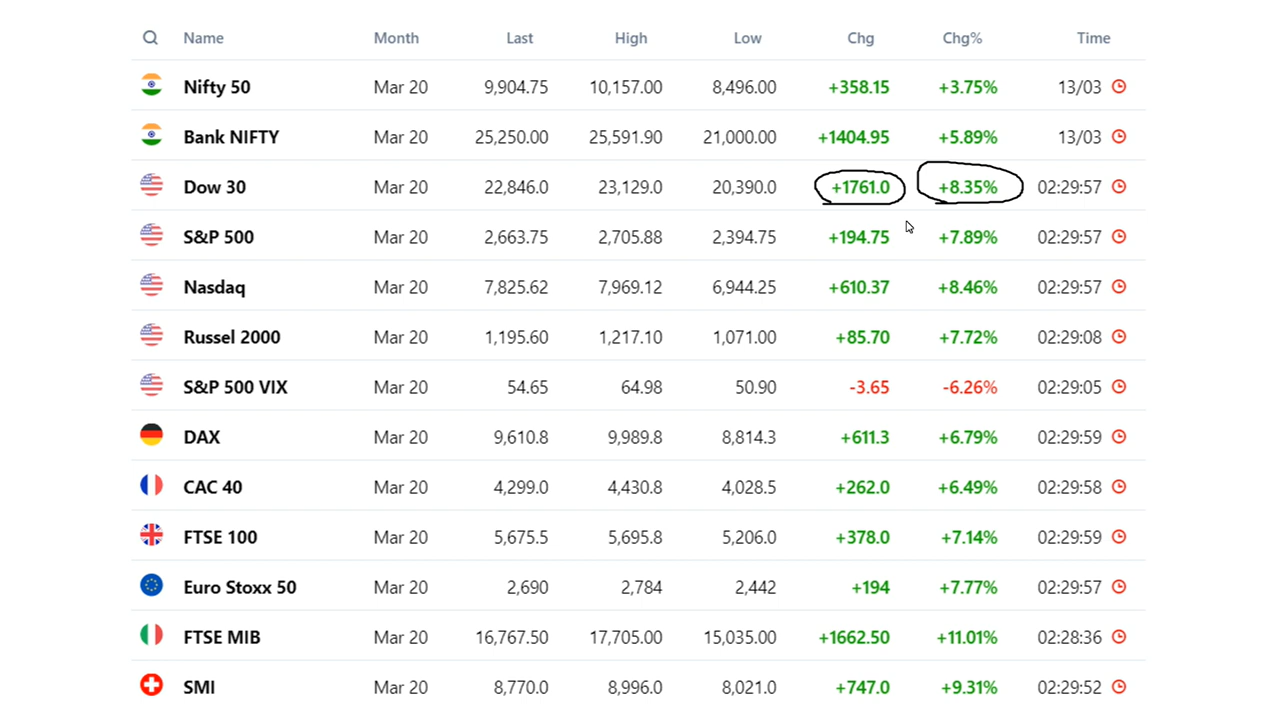 Name Month Last High Low Chg Chg% Time
Nifty 50 Mar 20 9,904.75 10,157.00 8,496.00 +358.15 +3.75% 13/03
Bank NIFTY Mar 20 25,250.00 25,591.90 21,000.00 +1404.95 +5.89% 13/03
Dow 30 Mar 20 22,846.0 23,129.0 20,390.0 +1761.0 +8.35% 02:29:57
S&P 500 Mar 20 2,663.75 2,705.88 2,394.75 +194.75 +7.89% 02:29:57
Nasdaq Mar 20 7,825.62 7,969.12 6,944.25 +610.37 +8.46% 02:29:57
Russel 2000 Mar 20 1,195.60 1,217.10 1,071.00 +85.70 +7.72% 02:29:08
S&P 500 VIX Mar 20 54.65 64.98 50.90 -3.65 -6.26% 02:29:05
DAX Mar 20 9,610.8 9,989.8 8,814.3 +611.3 +6.79% 02:29:59
CAC 40 Mar 20 4,299.0 4,430.8 4,028.5 +262.0 +6.49% 02:29:58
FTSE 100 Mar 20 5,675.5 5,695.8 5,206.0 +378.0 +7.14% 02:29:59
Euro Stoxx 50 Mar 20 2,690 2,784 2,442 +194 +7.77% 02:29:57
FTSE MIB Mar 20 16,767.50 17,705.00 15,035.00 +1662.50 +11.01% 02:28:36
SMI Mar 20 8,770.0 8,996.0 8,021.0 +747.0 +9.31% 02:29:52